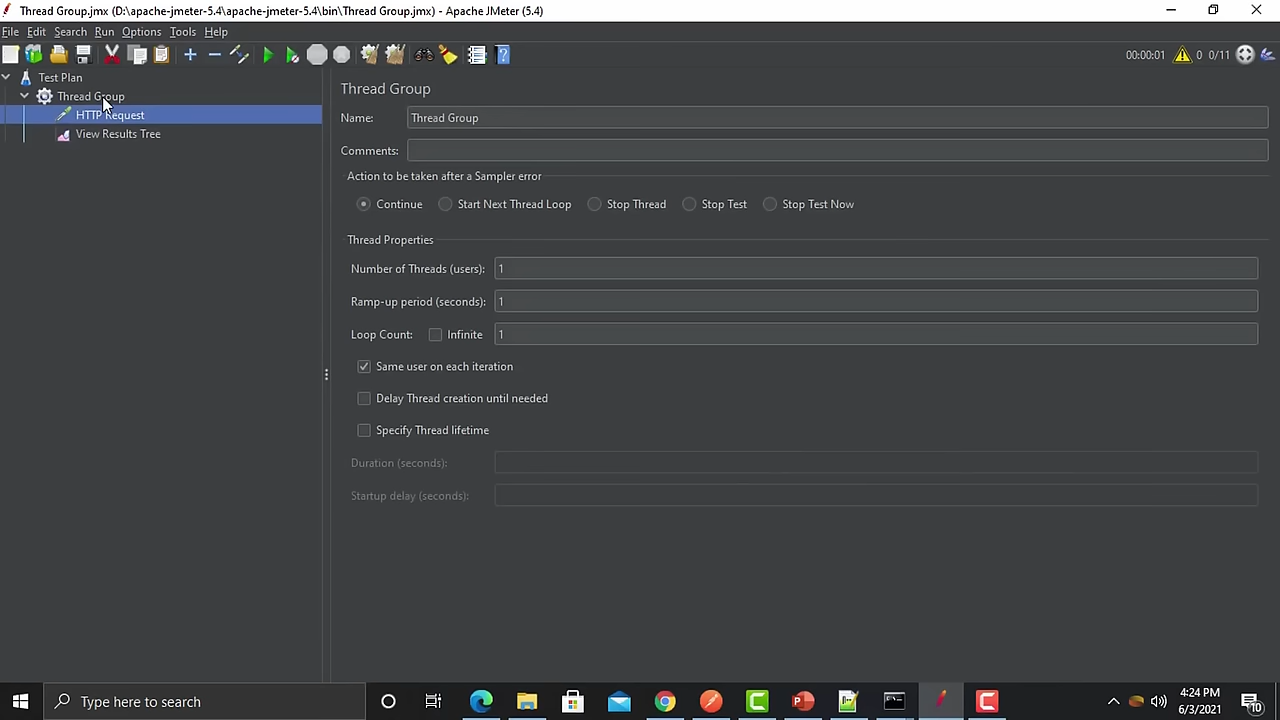 Thread Group.jmx (D:\apache-jmeter-5.4\apache-jmeter-5.4\bin\Thread Group.jmx) - Apache JMeter (5.4)
File Edit Search Run Options Tools Help
00:00:01 0 0/11
Test Plan
Thread Group
HTTP Request
View Results Tree
Thread Group
Name: Thread Group
Comments:
Action to be taken after a Sampler error
Continue Start Next Thread Loop Stop Thread Stop Test Stop Test Now
Thread Properties
Number of Threads (users): 1
Ramp-up period (seconds): 1
Loop Count: Infinite 1
Same user on each iteration
Delay Thread creation until needed
Specify Thread lifetime
Duration (seconds):
Startup delay (seconds):
Type here to search
4:24 PM
6/3/2021
10